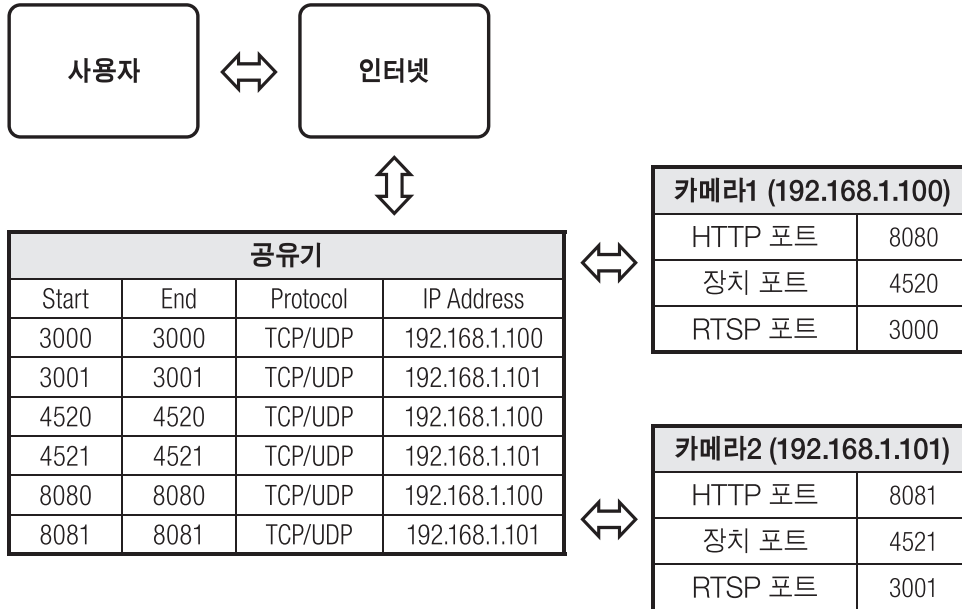 사용자
인터넷
공유기
Start End Protocol IP Address
3000 3000 TCP/UDP 192.168.1.100
3001 3001 TCP/UDP 192.168.1.101
4520 4520 TCP/UDP 192.168.1.100
4521 4521 TCP/UDP 192.168.1.101
8080 8080 TCP/UDP 192.168.1.100
8081 8081 TCP/UDP 192.168.1.101
카메라1 (192.168.1.100)
HTTP 포트 8080
장치 포트 4520
RTSP 포트 3000
카메라2 (192.168.1.101)
HTTP 포트 8081
장치 포트 4521
RTSP 포트 3001